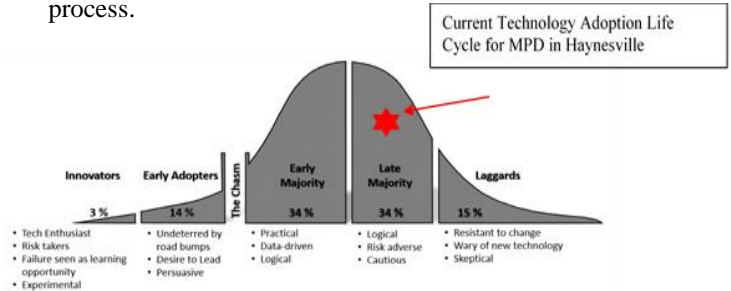 process.
Current Technology Adoption Life
Cycle for MPD in Haynesville
Innovators
3 %
• Tech Enthusiast
• Risk takers
• Failure seen as learning
opportunity
• Experimental
Early Adopters
14 %
• Undeterred by
road bumps
• Desire to Lead
• Persuasive
The Chasm
Early
Majority
34 %
• Practical
• Data-driven
• Logical
Late
Majority
34 %
• Logical
• Risk adverse
• Cautious
Laggards
15 %
• Resistant to change
• Wary of new technology
• Skeptical